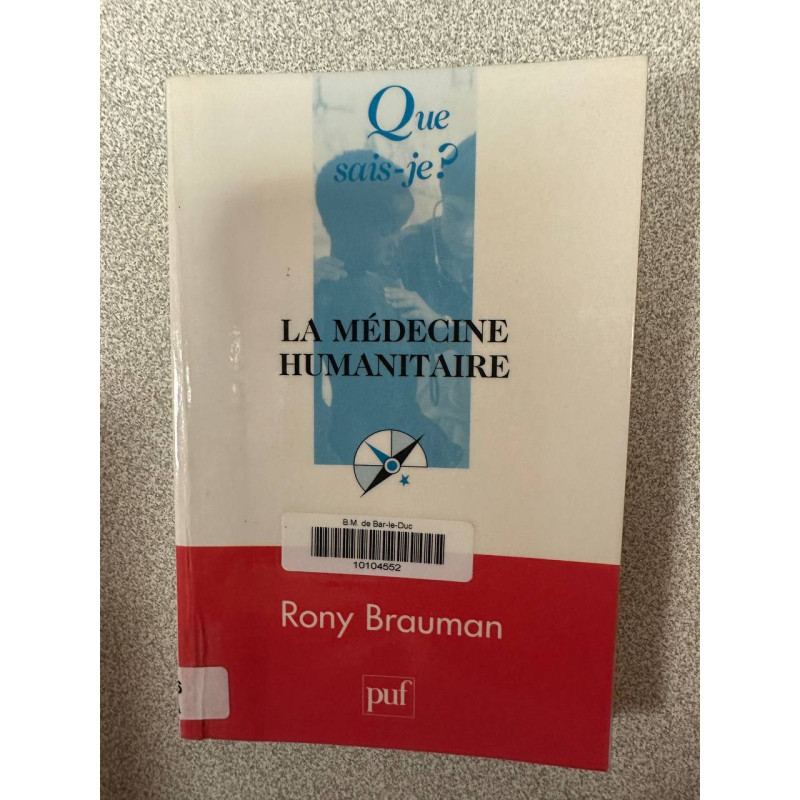 Que
sais-je?
LA MÉDECINE
HUMANITAIRE
B.M. de Bar-le-Duc
10104552
Rony Brauman
puf